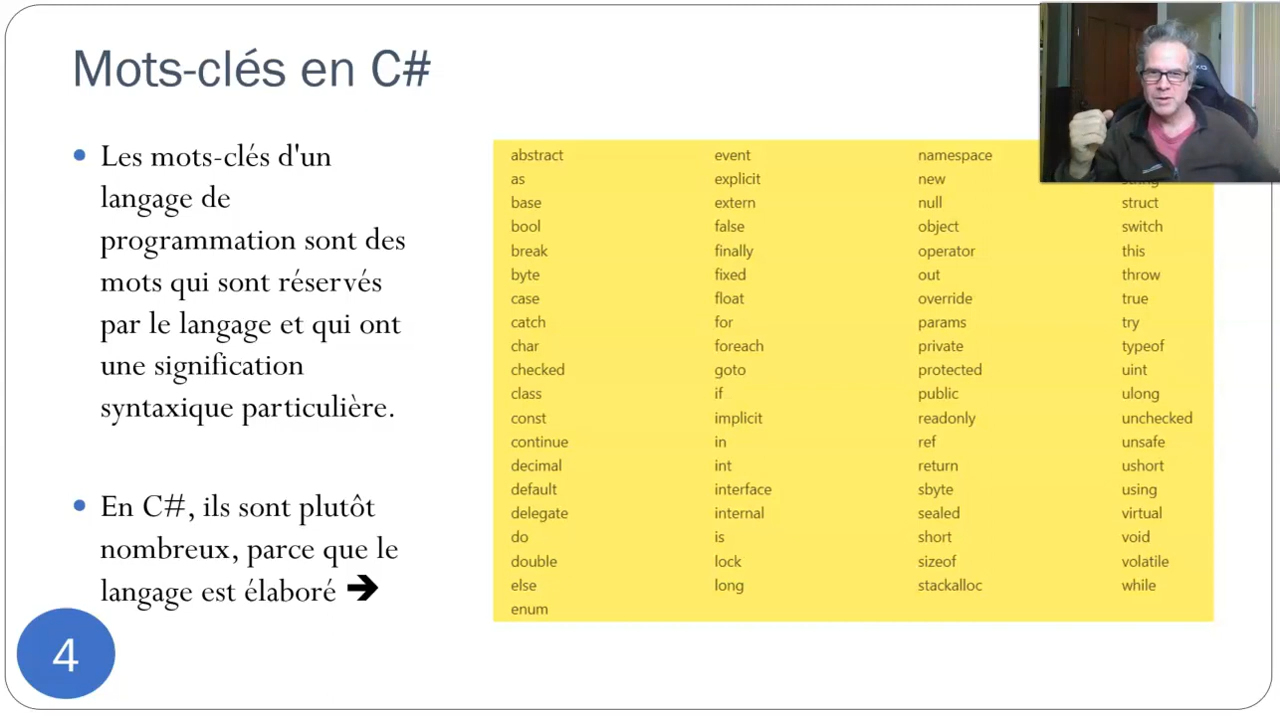 Mots-clés en C#
Les mots-clés d'un
langage de
programmation sont des
mots qui sont réservés
par le langage et qui ont
une signification
syntaxique particulière.
En C#, ils sont plutôt
nombreux, parce que le
langage est élaboré ➔
abstract
as
base
bool
break
byte
case
catch
char
checked
class
const
continue
decimal
default
delegate
do
double
else
enum
event
explicit
extern
false
finally
fixed
float
for
foreach
goto
if
implicit
in
int
interface
internal
is
lock
long
namespace
new
null
object
operator
out
override
params
private
protected
public
readonly
ref
return
sbyte
sealed
short
sizeof
stackalloc
struct
switch
this
throw
true
try
typeof
uint
ulong
unchecked
unsafe
ushort
using
virtual
void
volatile
while
4